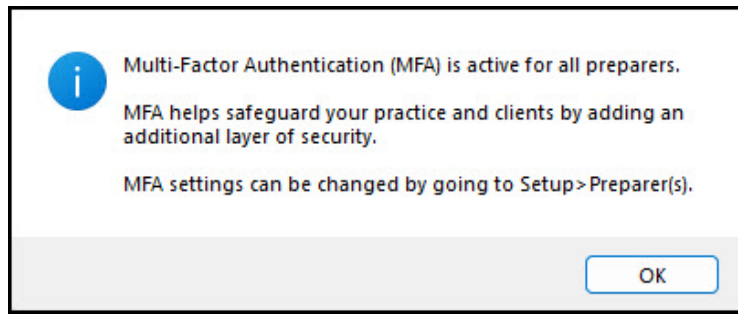 Multi-Factor Authentication (MFA) is active for all preparers.
MFA helps safeguard your practice and clients by adding an
additional layer of security.
MFA settings can be changed by going to Setup>Preparer(s).
OK